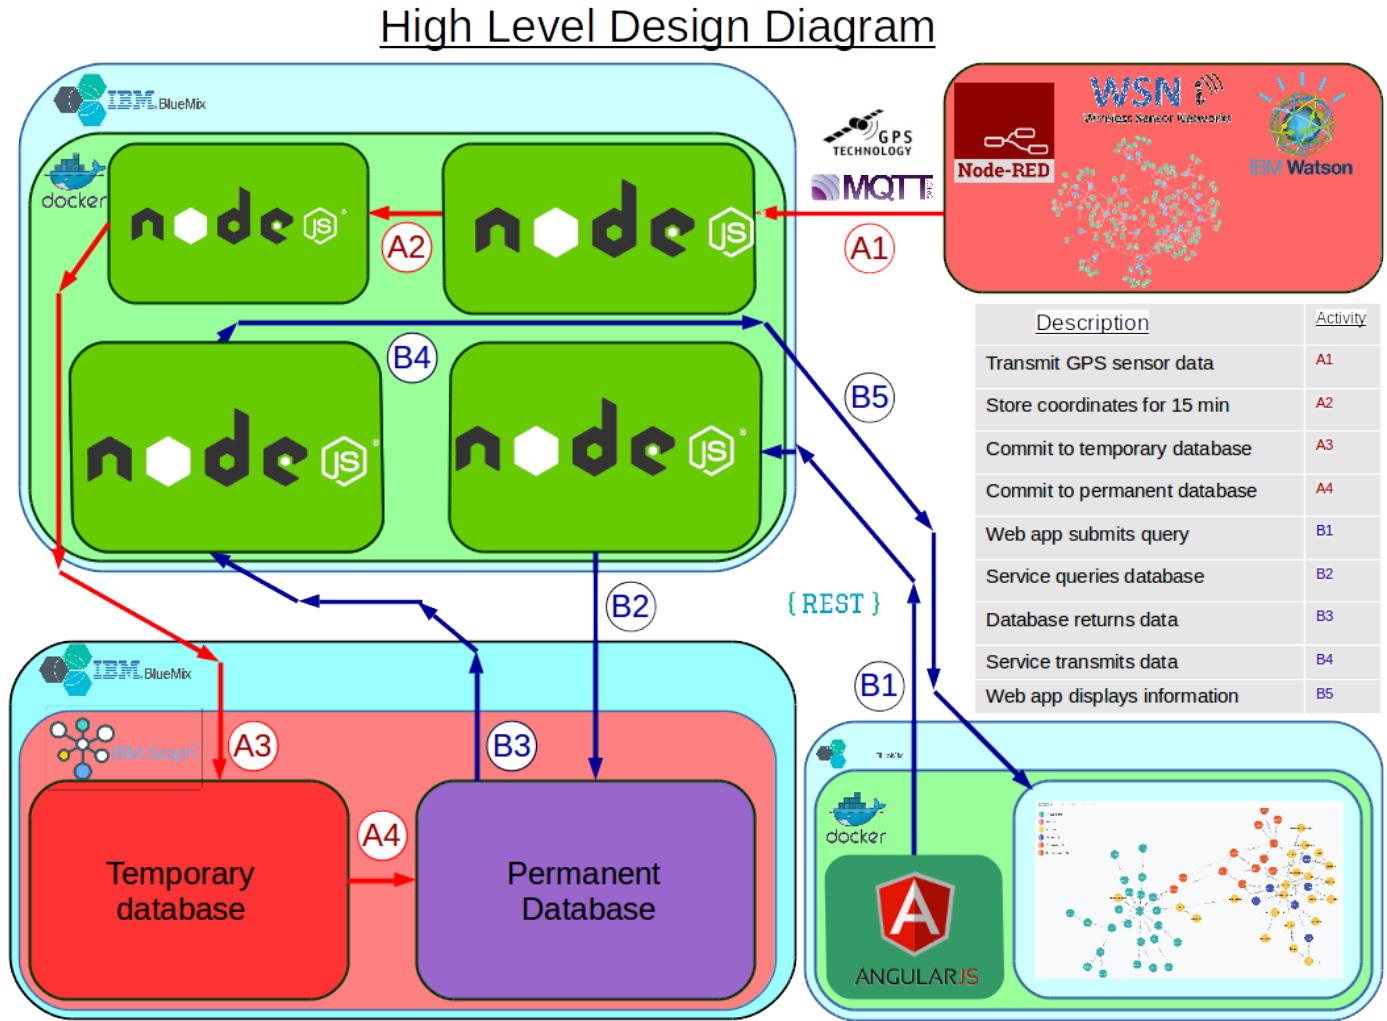 High Level Design Diagram
IBM. BlueMix
docker
node JS
A2
node JS
GPS
TECHNOLOGY
MQTT
.ORG
A1
Node-RED
WSN
Wireless Sensor Networks
IBM Watson
node JS
B4
node JS
B5
Description Activity
Transmit GPS sensor data A1
Store coordinates for 15 min A2
Commit to temporary database A3
Commit to permanent database A4
Web app submits query B1
Service queries database B2
Database returns data B3
Service transmits data B4
Web app displays information B5
B2
{ REST }
B1
IBM. BlueMix
IBM Graph
A3
B3
A4
Temporary
database
Permanent
Database
docker
ANGULARJS